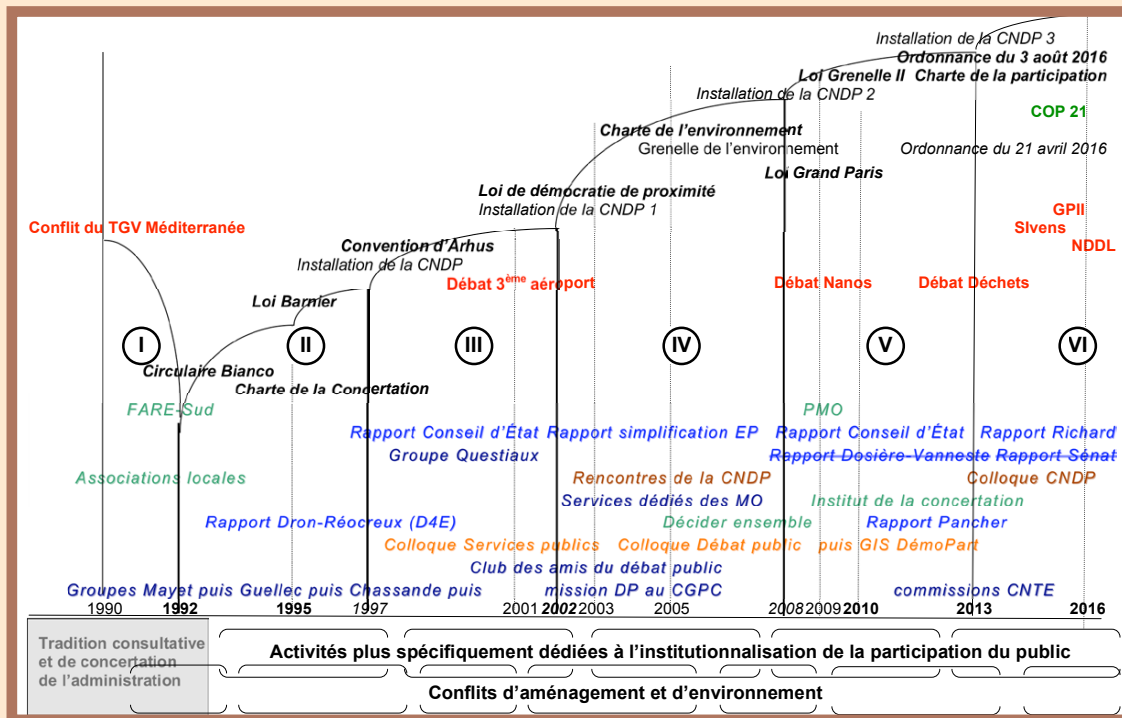 Installation de la CNDP 3
Ordonnance du 3 août 2016
Loi Grenelle II Charte de la participation
Installation de la CNDP 2
COP 21
Charte de l'environnement
Grenelle de l'environnement
Ordonnance du 21 avril 2016
Loi Grand Paris
Loi de démocratie de proximité
Installation de la CNDP 1
GPII
SIvens
NDDL
Conflit du TGV Méditerranée
Convention d'Arhus
Installation de la CNDP
Débat 3ème aéroport
Débat Nanos
Débat Déchets
Loi Barnier
I
II
III
IV
V
VI
Circulaire Bianco
Charte de la Concertation
FARE-Sud
PMO
Rapport Conseil d'État
Rapport simplification EP
Rapport Conseil d'État
Rapport Richard
Groupe Questiaux
Rapport Dosière-Vanneste
Rapport Sénat
Associations locales
Rencontres de la CNDP
Colloque CNDP
Services dédiés des MO
Institut de la concertation
Rapport Dron-Réocreux (D4E)
Décider ensemble
Rapport Pancher
Colloque Services publics
Colloque Débat public puis GIS DémoPart
Club des amis du débat public
Groupes Mayet puis Guellec puis Chassande puis mission DP au CGPC
commissions CNTE
1990 1992 1995 1997 2001 2002 2003 2005 2008 2009 2010 2013 2016
Tradition consultative
et de concertation
de l'administration
Activités plus spécifiquement dédiées à l'institutionnalisation de la participation du public
Conflits d'aménagement et d'environnement